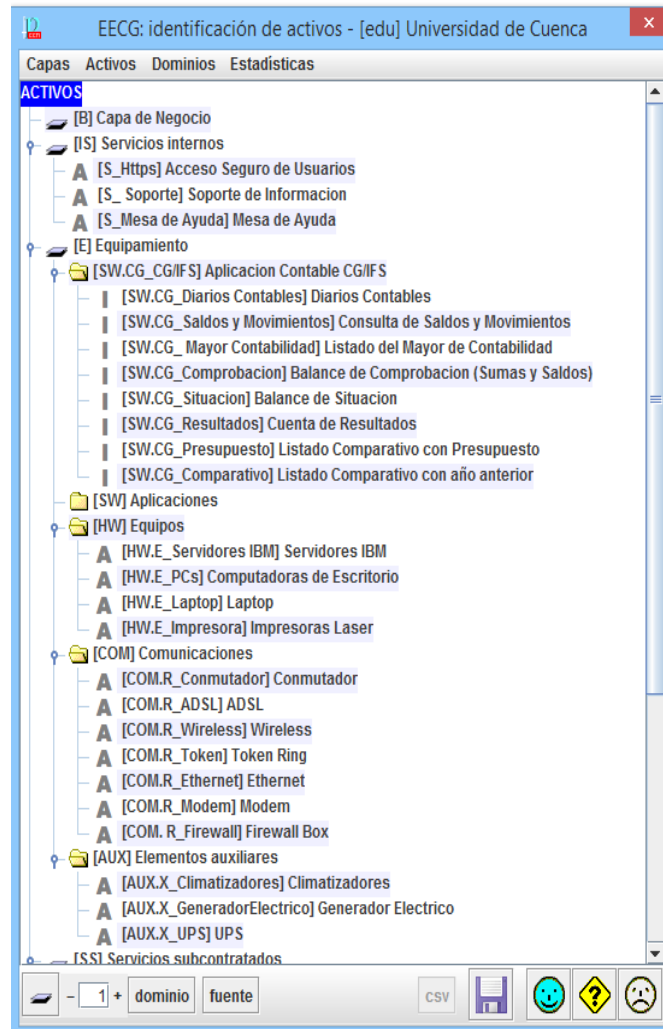 EECG: identificación de activos - [edu] Universidad de Cuenca
x
Capas Activos Dominios Estadísticas
ACTIVOS
[B] Capa de Negocio
[IS] Servicios internos
A [S_Https] Acceso Seguro de Usuarios
A [S_ Soporte] Soporte de Informacion
A [S_Mesa de Ayuda] Mesa de Ayuda
[E] Equipamiento
[SW.CG_CG/IFS] Aplicacion Contable CG/IFS
I [SW.CG_Diarios Contables] Diarios Contables
I [SW.CG_Saldos y Movimientos] Consulta de Saldos y Movimientos
I [SW.CG_ Mayor Contabilidad] Listado del Mayor de Contabilidad
I [SW.CG_Comprobacion] Balance de Comprobacion (Sumas y Saldos)
I [SW.CG_Situacion] Balance de Situacion
I [SW.CG_Resultados] Cuenta de Resultados
I [SW.CG_Presupuesto] Listado Comparativo con Presupuesto
I [SW.CG_Comparativo] Listado Comparativo con año anterior
[SW] Aplicaciones
[HW] Equipos
A [HW.E_Servidores IBM] Servidores IBM
A [HW.E_PCs] Computadoras de Escritorio
A [HW.E_Laptop] Laptop
A [HW.E_Impresora] Impresoras Laser
[COM] Comunicaciones
A [COM.R_Conmutador] Conmutador
A [COM.R_ADSL] ADSL
A [COM.R_Wireless] Wireless
A [COM.R_Token] Token Ring
A [COM.R_Ethernet] Ethernet
A [COM.R_Modem] Modem
A [COM. R_Firewall] Firewall Box
[AUX] Elementos auxiliares
A [AUX.X_Climatizadores] Climatizadores
A [AUX.X_GeneradorElectrico] Generador Electrico
A [AUX.X_UPS] UPS
[SS] Servicios subcontratados
- 1 + dominio fuente csv ?